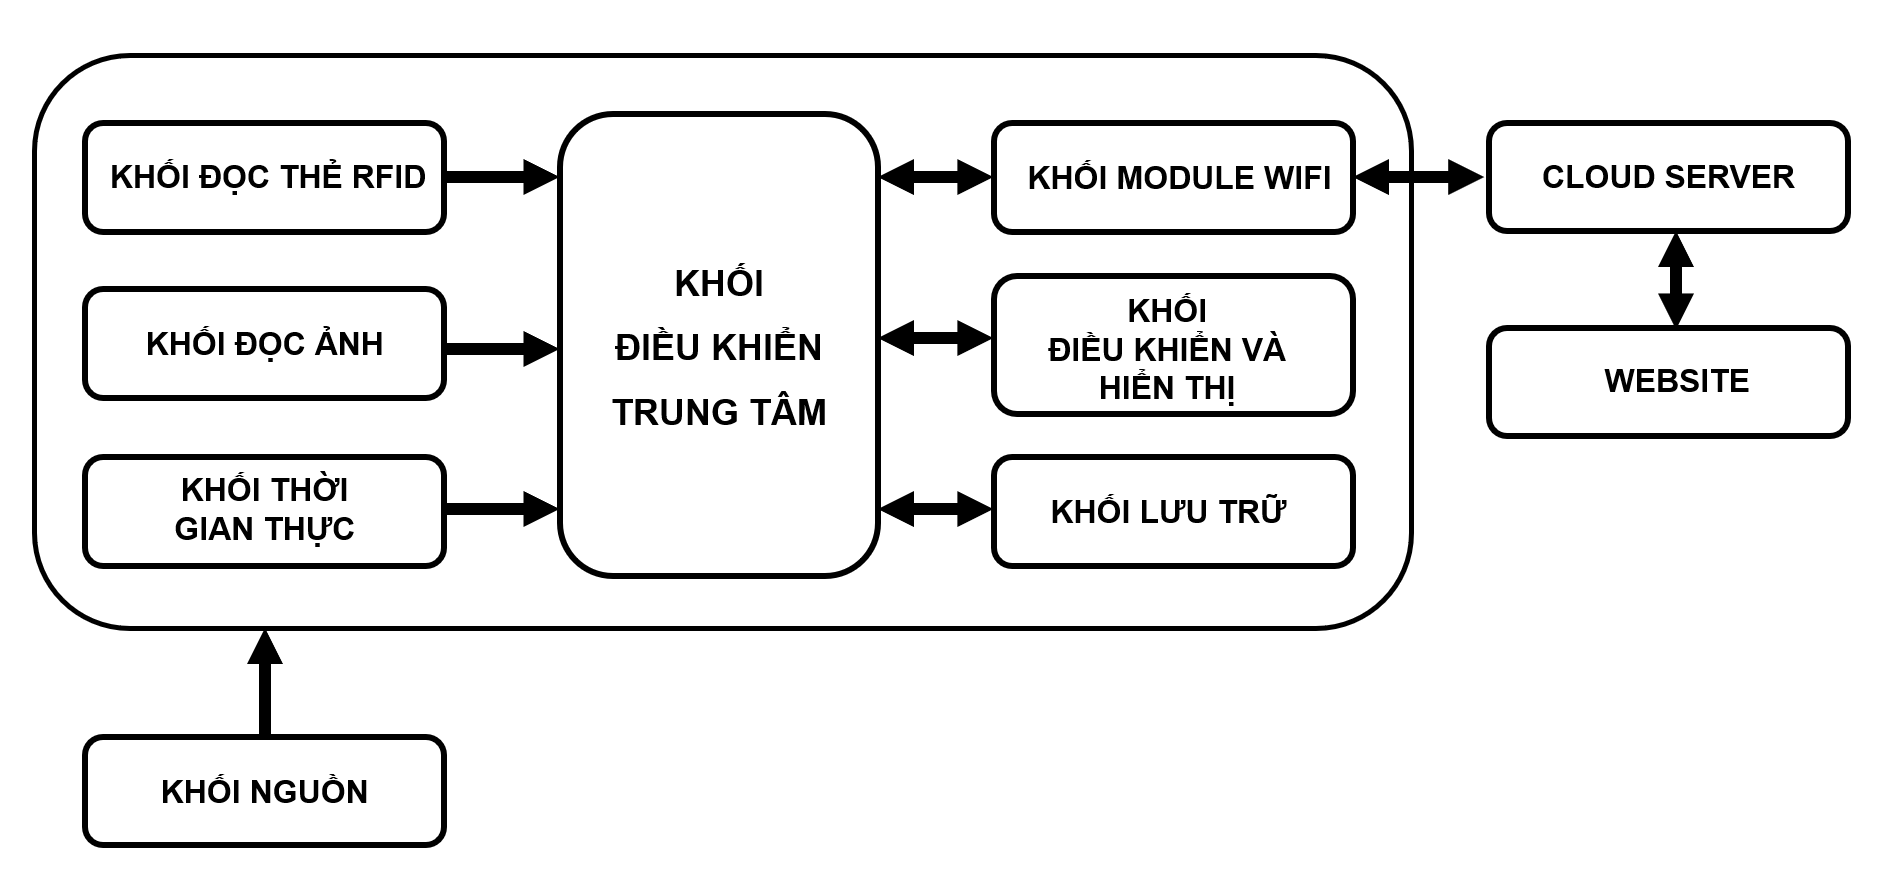 KHỐI ĐỌC THẺ RFID
KHỐI ĐỌC ẢNH
KHỐI THỜI
GIAN THỰC
KHỐI
ĐIỀU KHIỂN
TRUNG TÂM
KHỐI MODULE WIFI
KHỐI
ĐIỀU KHIỂN VÀ
HIỂN THỊ
KHỐI LƯU TRỮ
CLOUD SERVER
WEBSITE
KHỐI NGUỒN